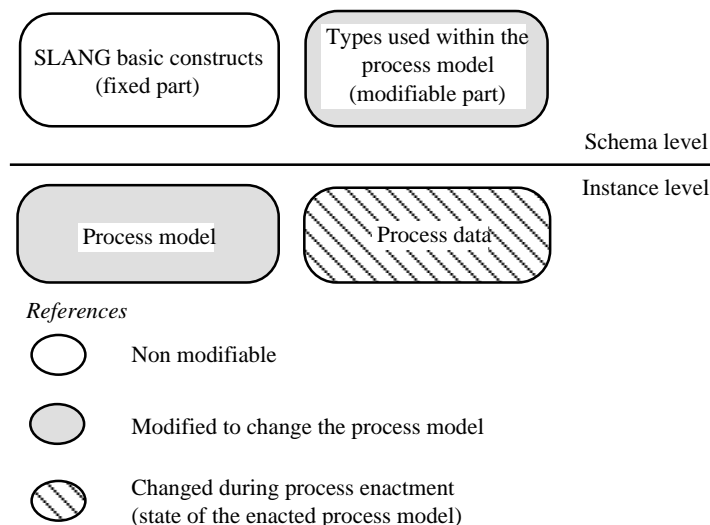 SLANG basic constructs
(fixed part)
Types used within the
process model
(modifiable part)
Schema level
Instance level
Process model
Process data
References
Non modifiable
Modified to change the process model
Changed during process enactment
(state of the enacted process model)